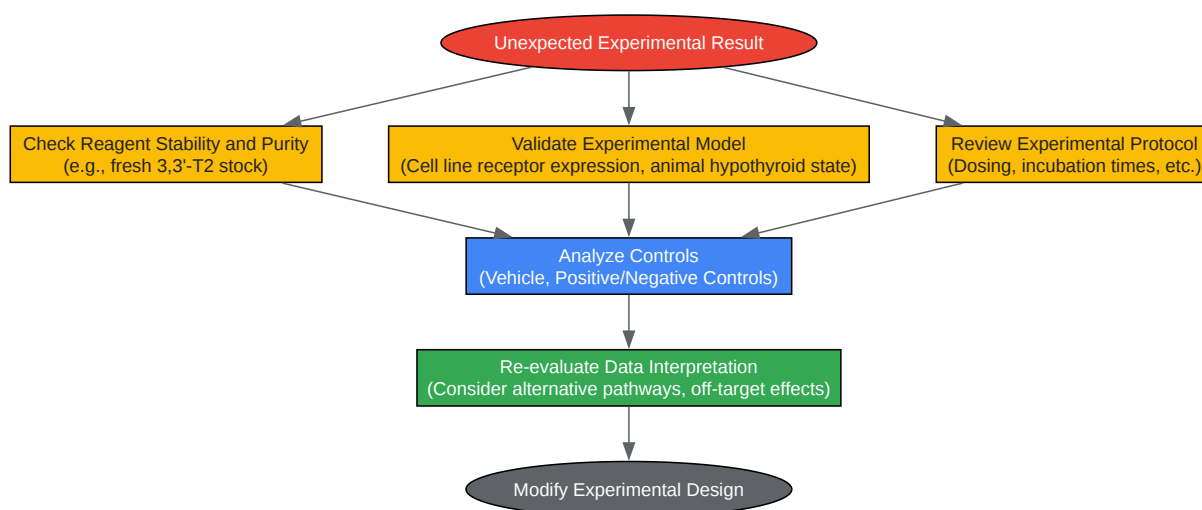 Unexpected Experimental Result
Check Reagent Stability and Purity
(e.g., fresh 3,3'-T2 stock)
Validate Experimental Model
(Cell line receptor expression, animal hypothyroid state)
Review Experimental Protocol
(Dosing, incubation times, etc.)
Analyze Controls
(Vehicle, Positive/Negative Controls)
Re-evaluate Data Interpretation
(Consider alternative pathways, off-target effects)
Modify Experimental Design